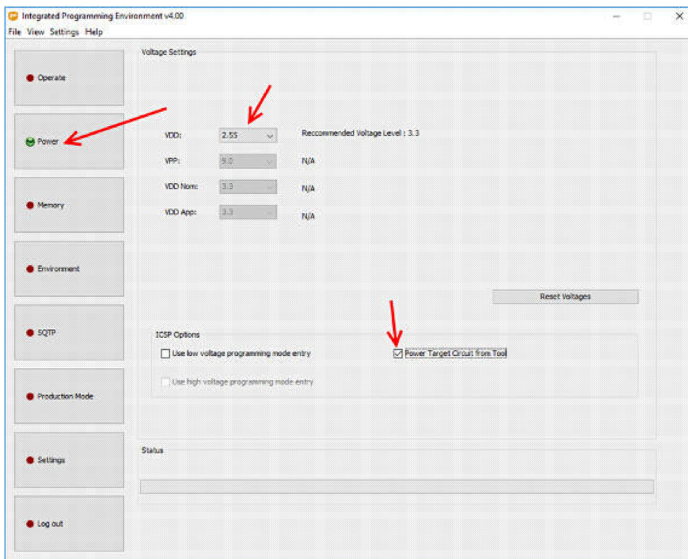 Integrated Programming Environment v4.00
File View Settings Help
Voltage Settings
Operate
Power
VDD: 2.55 Reccommended Voltage Level : 3.3
VPP: 9.0 N/A
VDD Nom: 3.3 N/A
VDD App: 3.3 N/A
Memory
Environment
Reset Voltages
SQTP
ICSP Options
Use low voltage programming mode entry Power Target Circuit from Tool
Use high voltage programming mode entry
Production Mode
Settings
Status
Log out